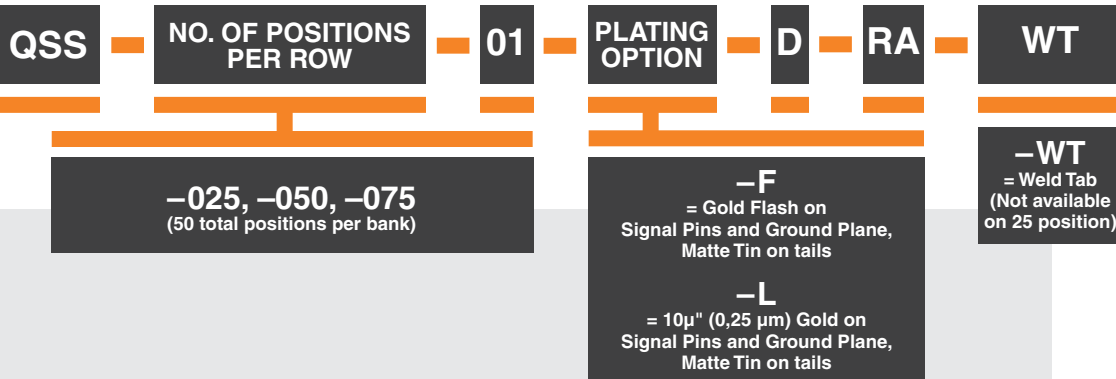 QSS – NO. OF POSITIONS PER ROW – 01 – PLATING OPTION – D – RA – WT
–025, –050, –075
(50 total positions per bank)
–F
= Gold Flash on
Signal Pins and Ground Plane,
Matte Tin on tails
–L
= 10µ" (0,25 µm) Gold on
Signal Pins and Ground Plane,
Matte Tin on tails
–WT
= Weld Tab
(Not available
on 25 position)